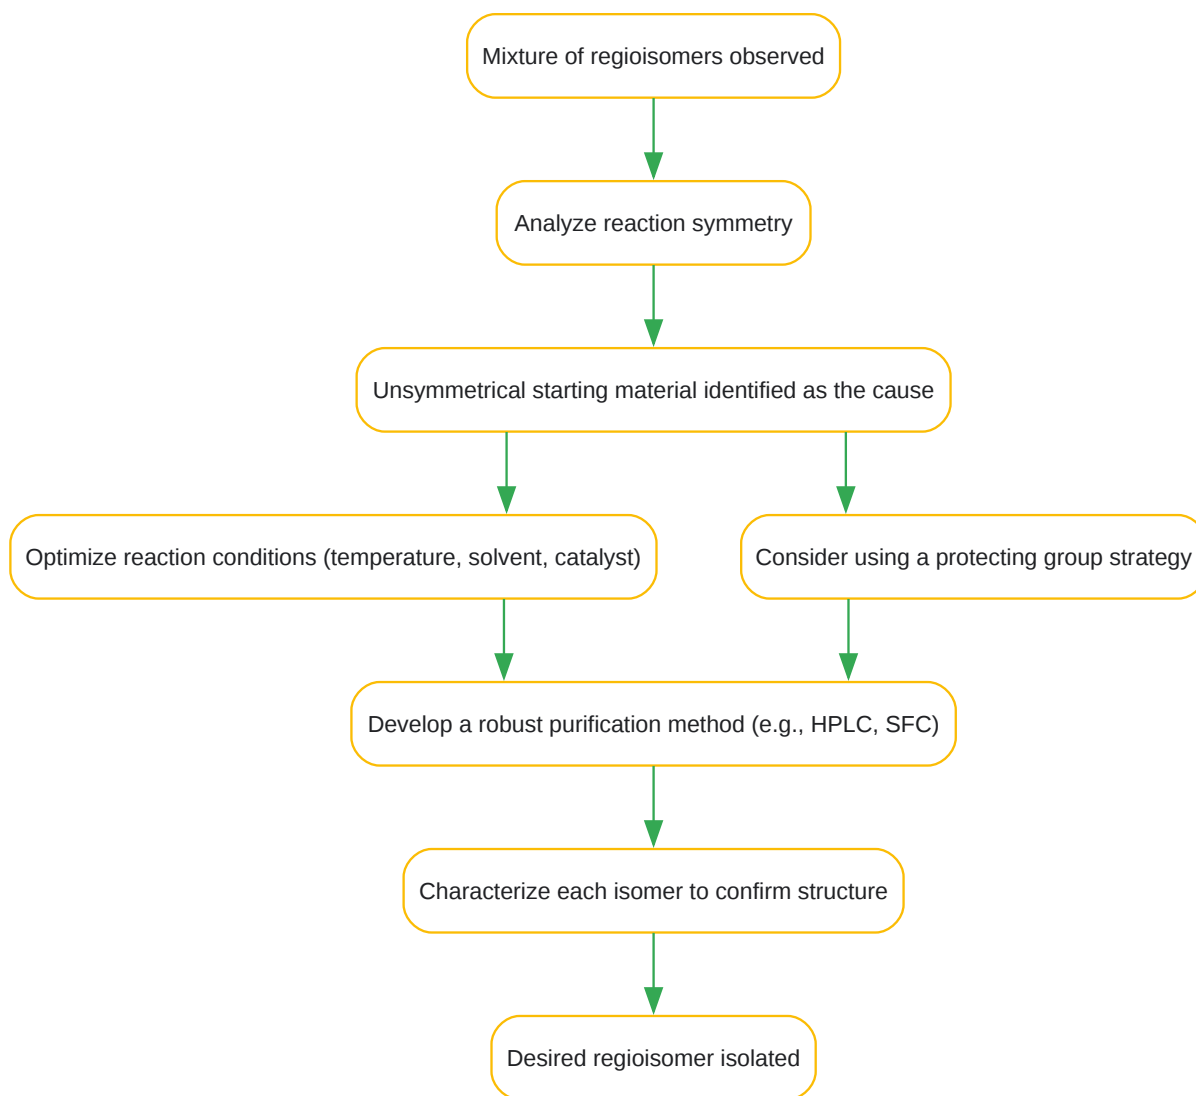 Mixture of regioisomers observed
Analyze reaction symmetry
Unsymmetrical starting material identified as the cause
Optimize reaction conditions (temperature, solvent, catalyst)
Consider using a protecting group strategy
Develop a robust purification method (e.g., HPLC, SFC)
Characterize each isomer to confirm structure
Desired regioisomer isolated